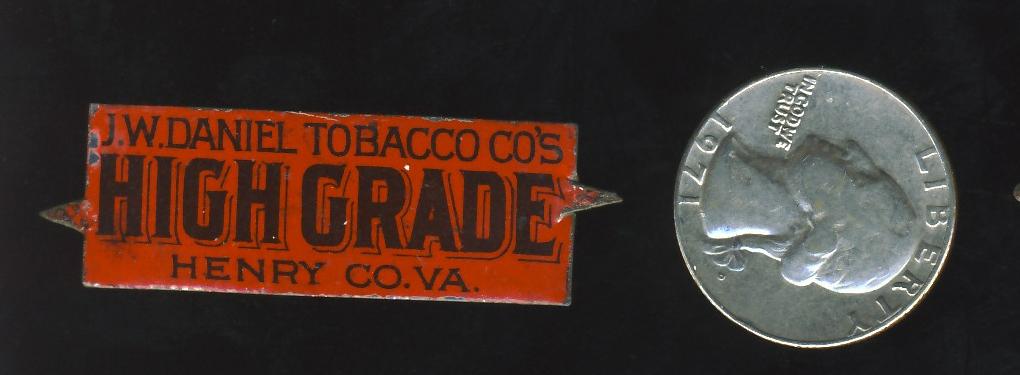 J.W.DANIEL TOBACCO CO'S
HIGH GRADE
HENRY CO.VA.
LIBERTY
IN GOD WE
TRUST
1971
D